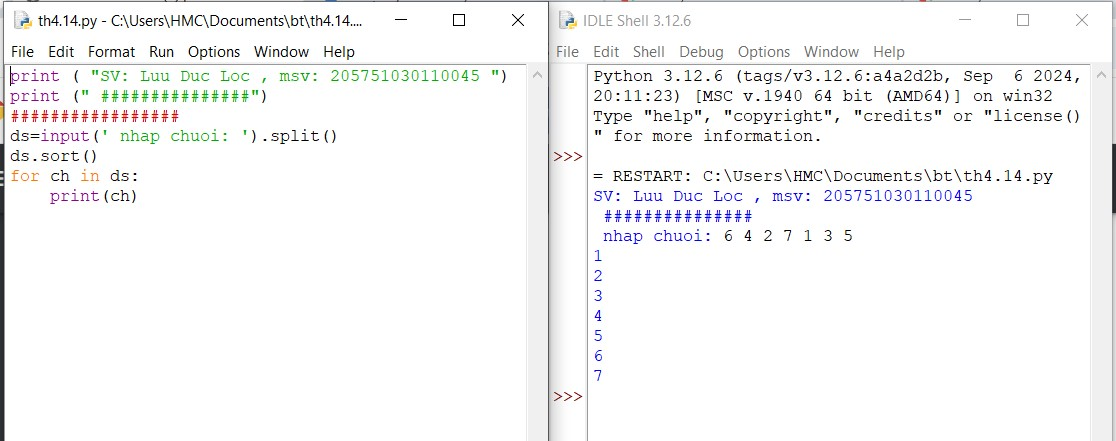 th4.14.py - C:\Users\HMC\Documents\bt\th4.14....
File Edit Format Run Options Window Help
print ( "SV: Luu Duc Loc , msv: 205751030110045 ")
print (" ###############")
#################
ds=input(' nhap chuoi: ').split()
ds.sort()
for ch in ds:
    print(ch)
IDLE Shell 3.12.6
File Edit Shell Debug Options Window Help
Python 3.12.6 (tags/v3.12.6:a4a2d2b, Sep  6 2024,
20:11:23) [MSC v.1940 64 bit (AMD64)] on win32
Type "help", "copyright", "credits" or "license()
" for more information.
>>>
= RESTART: C:\Users\HMC\Documents\bt\th4.14.py
SV: Luu Duc Loc , msv: 205751030110045
 ###############
 nhap chuoi: 6 4 2 7 1 3 5
1
2
3
4
5
6
7
>>>